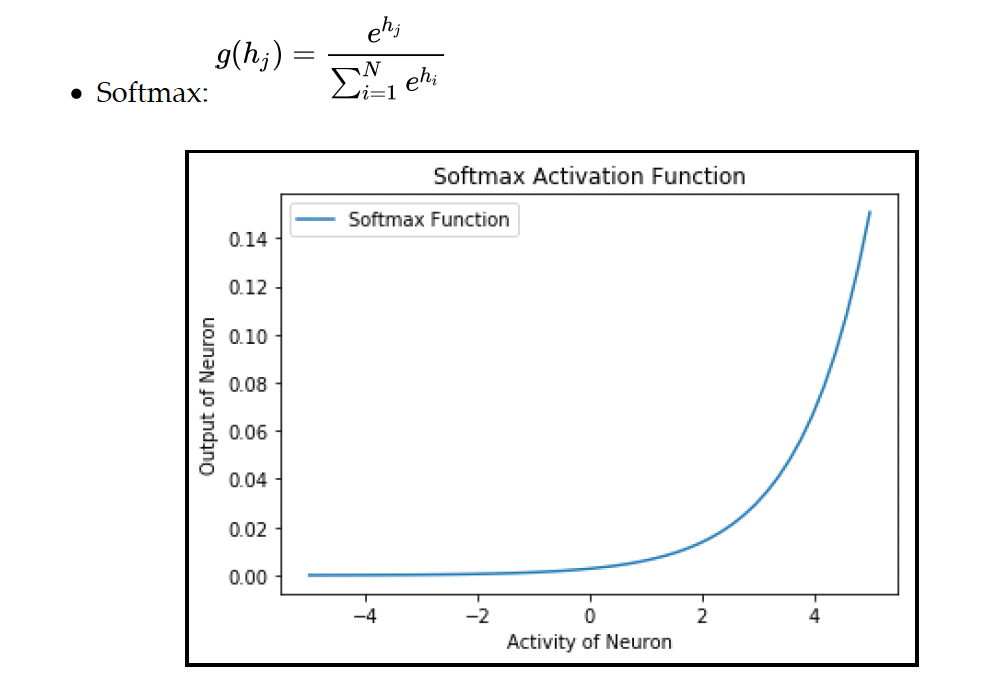 • Softmax: g(h_j) = e^{h_j} / ∑_{i=1}^{N} e^{h_i}
Softmax Activation Function
Softmax Function
0.14
0.12
0.10
0.08
0.06
0.04
0.02
0.00
Output of Neuron
−4 −2 0 2 4
Activity of Neuron